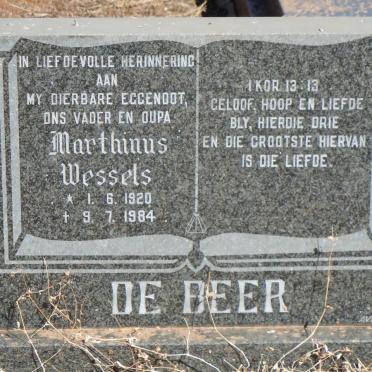 IN LIEFDEVOLLE HERINNERING
AAN
MY DIERBARE EGGENOOT,
ONS VADER EN OUPA
Marthinus
Wessels
* 1. 6. 1920
† 9. 7. 1984
1 KOR. 13:13
GELOOF, HOOP EN LIEFDE
BLY, HIERDIE DRIE
EN DIE GROOTSTE HIERVAN
IS DIE LIEFDE.
DE BEER